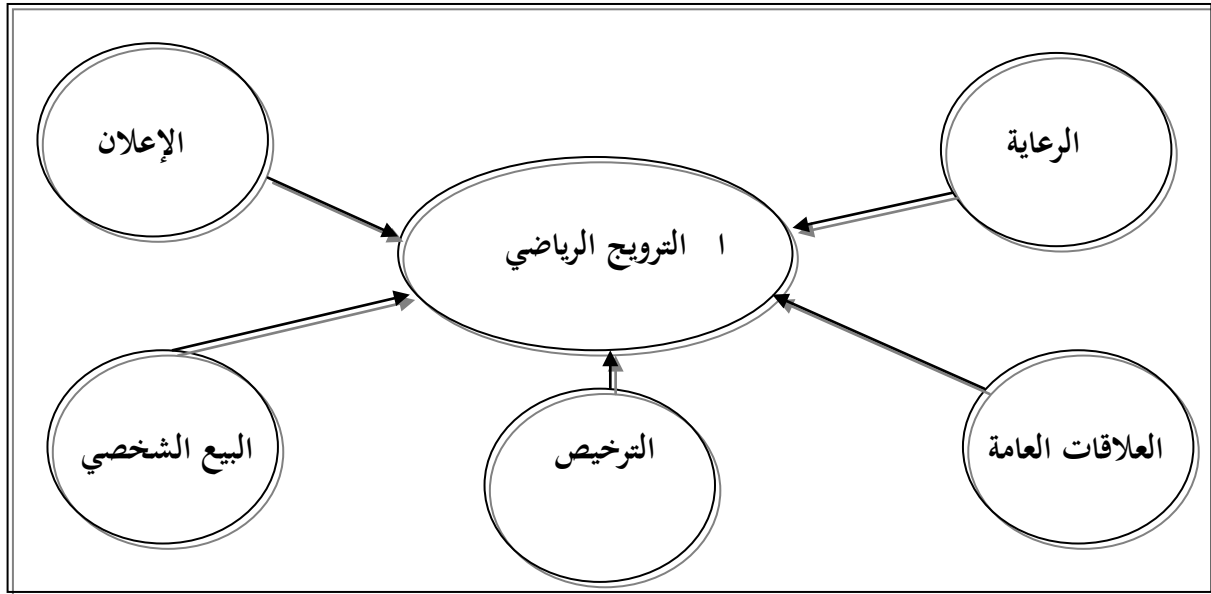 الرعاية
الإعلان
ا الترويج الرياضي
العلاقات العامة
الترخيص
البيع الشخصي